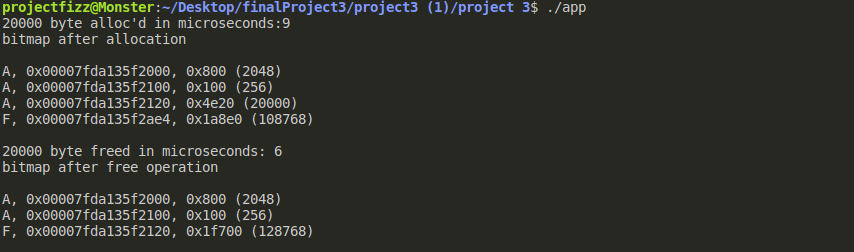 projectfizz@Monster:~/Desktop/finalProject3/project3 (1)/project 3$ ./app
20000 byte alloc'd in microseconds:9
bitmap after allocation
A, 0x00007fda135f2000, 0x800 (2048)
A, 0x00007fda135f2100, 0x100 (256)
A, 0x00007fda135f2120, 0x4e20 (20000)
F, 0x00007fda135f2ae4, 0x1a8e0 (108768)
20000 byte freed in microseconds: 6
bitmap after free operation
A, 0x00007fda135f2000, 0x800 (2048)
A, 0x00007fda135f2100, 0x100 (256)
F, 0x00007fda135f2120, 0x1f700 (128768)